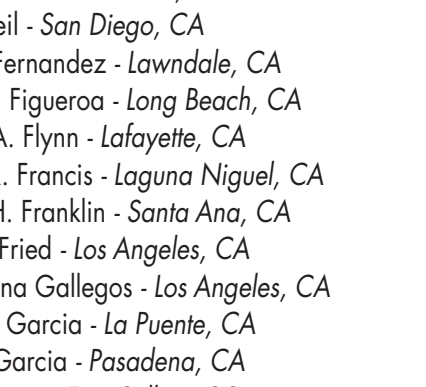 eil - San Diego, CA
Fernandez - Lawndale, CA
Figueroa - Long Beach, CA
A. Flynn - Lafayette, CA
. Francis - Laguna Niguel, CA
H. Franklin - Santa Ana, CA
Fried - Los Angeles, CA
na Gallegos - Los Angeles, CA
Garcia - La Puente, CA
Garcia - Pasadena, CA